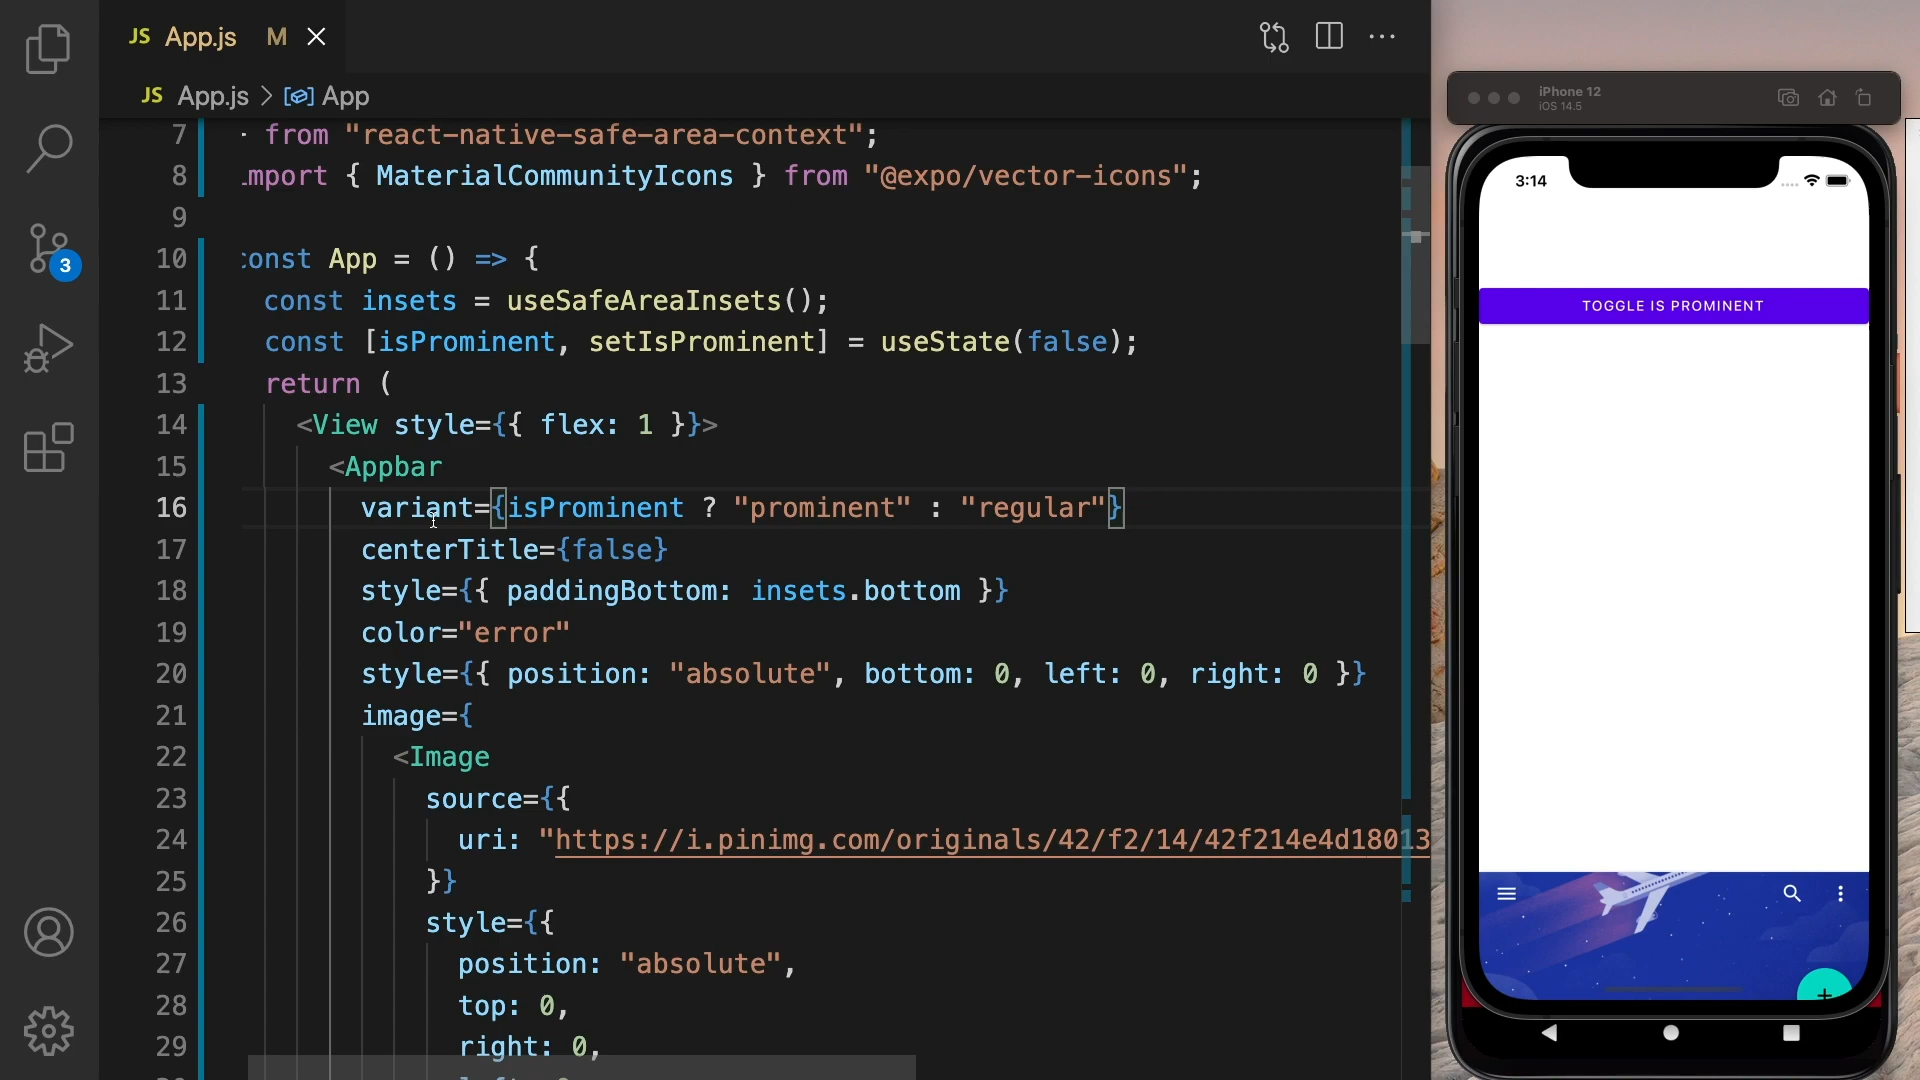 JS App.js M
JS App.js > App
7 from "react-native-safe-area-context";
8 mport { MaterialCommunityIcons } from "@expo/vector-icons";
9
10 const App = () => {
11 const insets = useSafeAreaInsets();
12 const [isProminent, setIsProminent] = useState(false);
13 return (
14 <View style={{ flex: 1 }}>
15 <Appbar
16 variant={isProminent ? "prominent" : "regular"}
17 centerTitle={false}
18 style={{ paddingBottom: insets.bottom }}
19 color="error"
20 style={{ position: "absolute", bottom: 0, left: 0, right: 0 }}
21 image={
22 <Image
23 source={{
24 uri: "https://i.pinimg.com/originals/42/f2/14/42f214e4d18013
25 }}
26 style={{
27 position: "absolute",
28 top: 0,
29 right: 0,
3
iPhone 12
iOS 14.5
3:14
TOGGLE IS PROMINENT